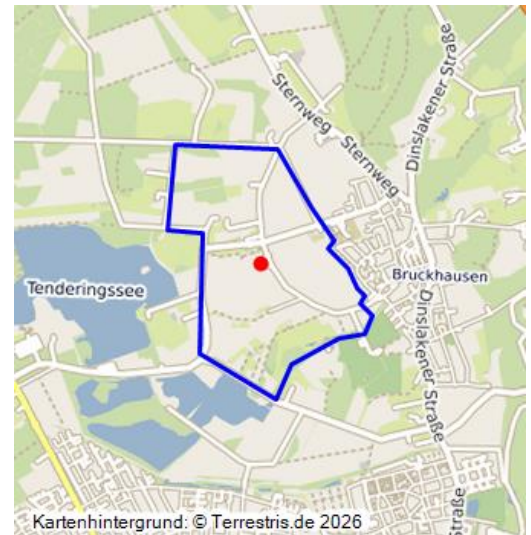 Sternweg
Sternweg
Dinslakener Straße
Tenderingssee
Bruckhausen
Dinslakener Straße
Straße
Kartenhintergrund: © Terrestris.de 2026